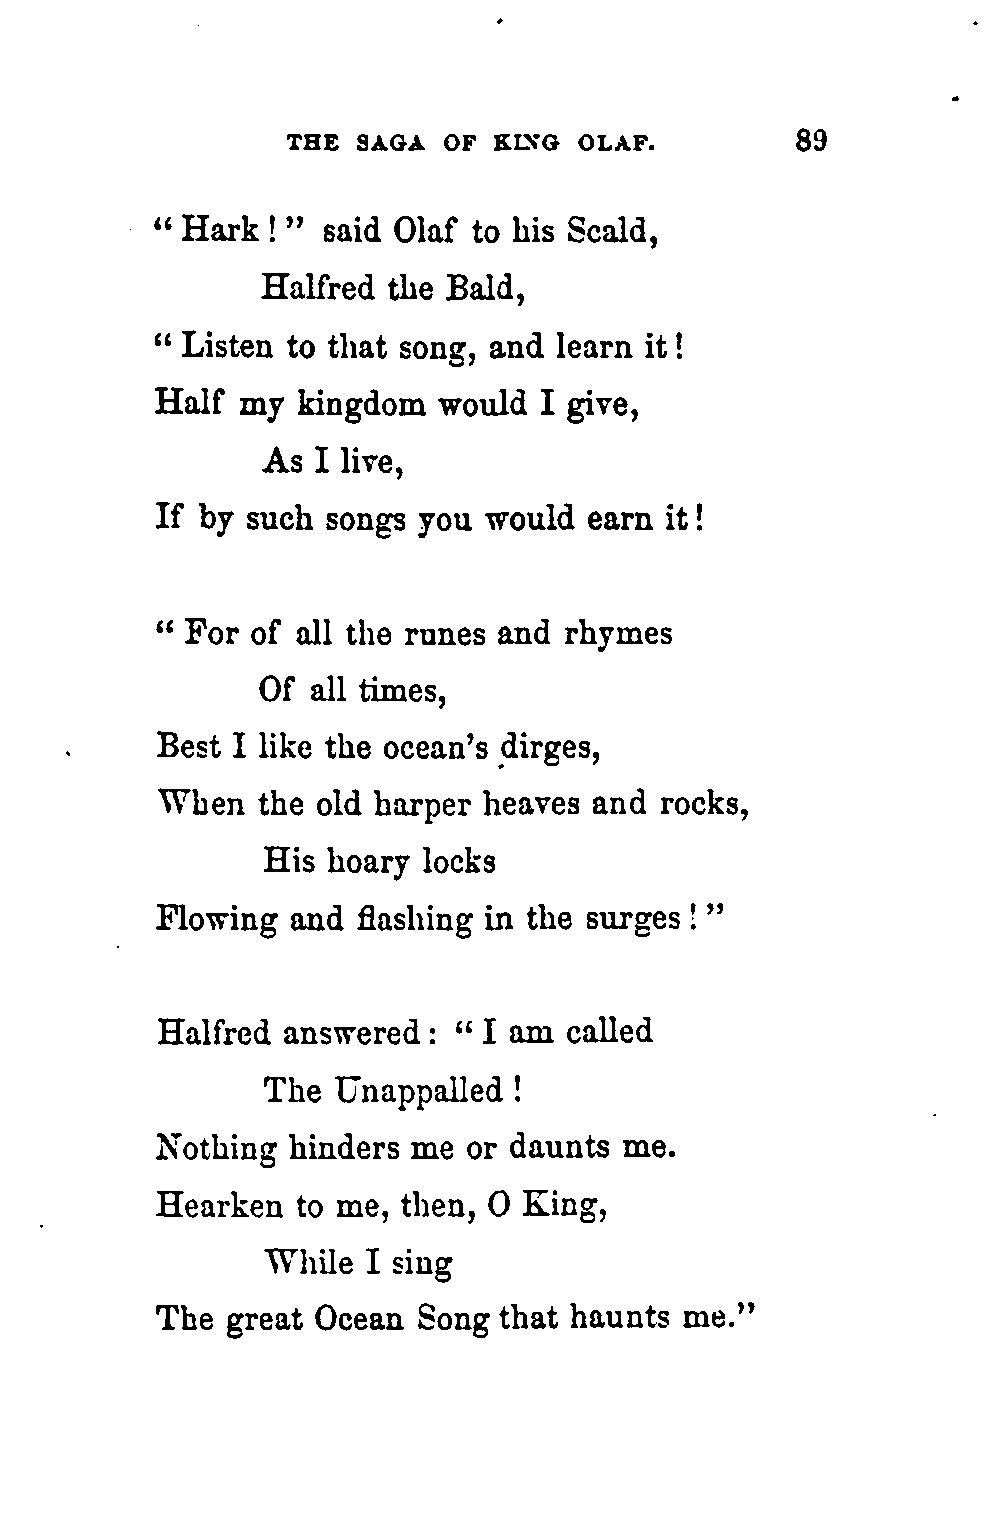 THE SAGA OF KING OLAF. 89
“Hark!” said Olaf to his Scald,
Halfred the Bald,
“Listen to that song, and learn it!
Half my kingdom would I give,
As I live,
If by such songs you would earn it!
“For of all the runes and rhymes
Of all times,
Best I like the ocean’s dirges,
When the old harper heaves and rocks,
His hoary locks
Flowing and flashing in the surges!”
Halfred answered: “I am called
The Unappalled!
Nothing hinders me or daunts me.
Hearken to me, then, O King,
While I sing
The great Ocean Song that haunts me.”